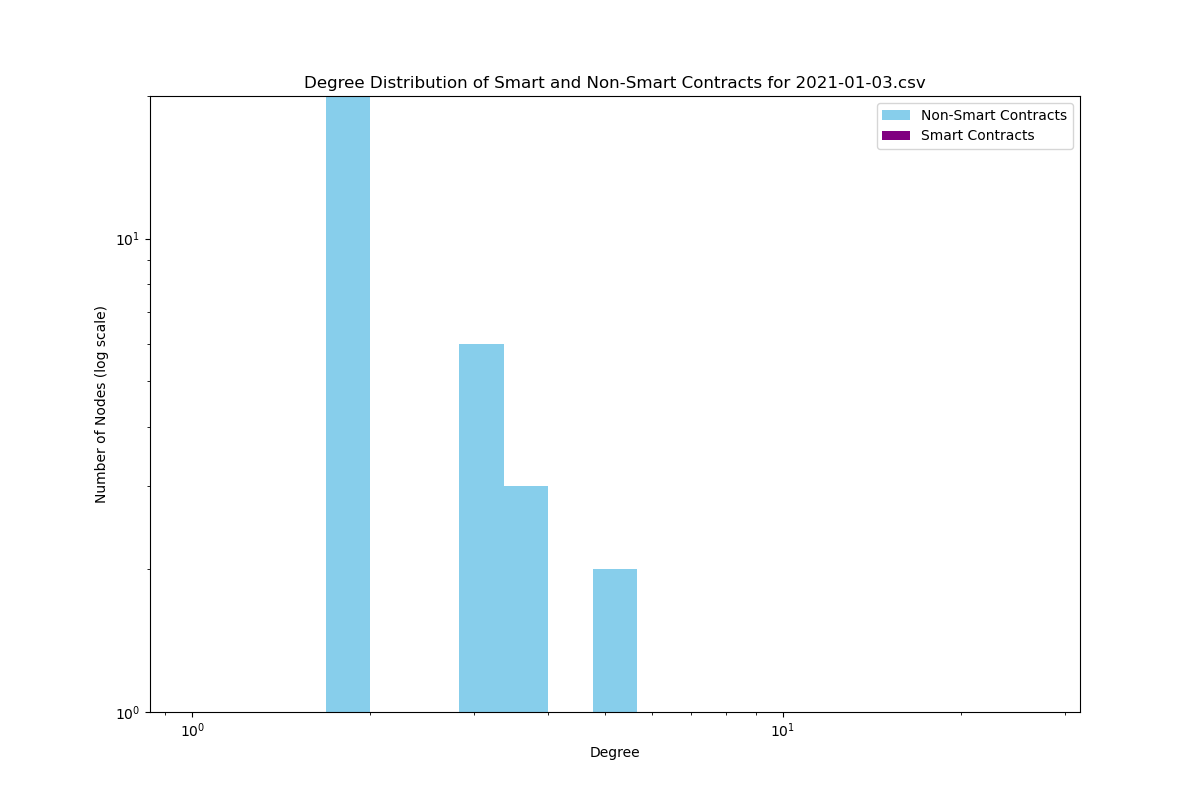 Degree Distribution of Smart and Non-Smart Contracts for 2021-01-03.csv
Non-Smart Contracts
Smart Contracts
Number of Nodes (log scale)
10¹
10⁰
10⁰ 10¹
Degree